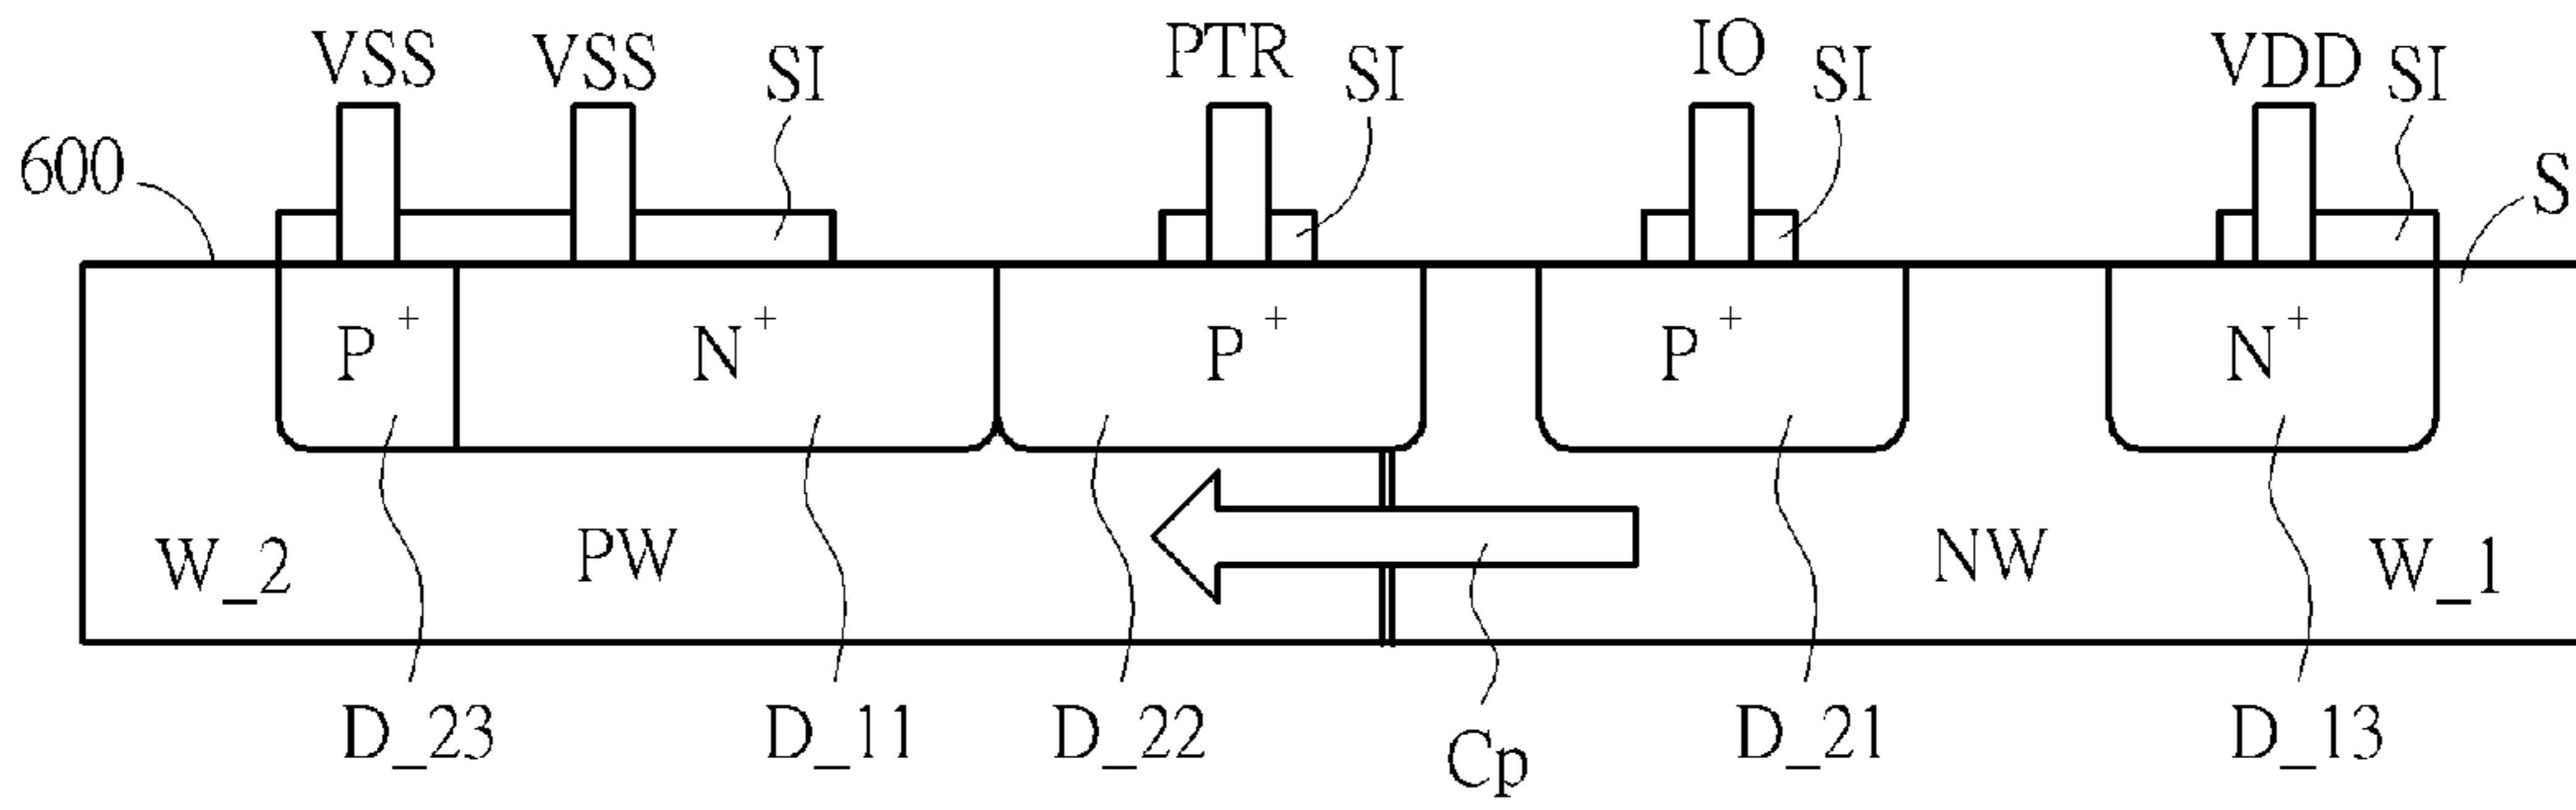 VSS VSS SI PTR SI IO SI VDD SI
600 S
P+ N+ P+ P+ N+
W_2 PW NW W_1
D_23 D_11 D_22 Cp D_21 D_13